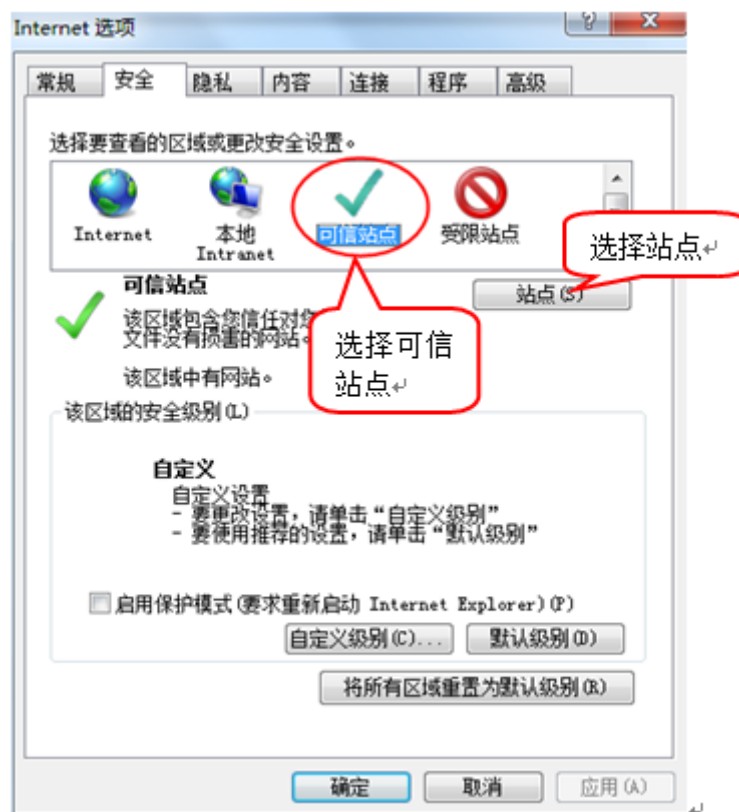 Internet 选项
常规 安全 隐私 内容 连接 程序 高级
选择要查看的区域或更改安全设置。
Internet
本地
Intranet
可信站点
受限站点
选择站点
可信站点
站点(S)
该区域包含您信任对您
文件没有损害的网站。
选择可信
站点
该区域中有网站。
该区域的安全级别(L)
自定义
自定义设置
- 要更改设置，请单击“自定义级别”
- 要使用推荐的设置，请单击“默认级别”
启用保护模式(要求重新启动 Internet Explorer)(P)
自定义级别(C)... 默认级别(D)
将所有区域重置为默认级别(R)
确定 取消 应用(A)